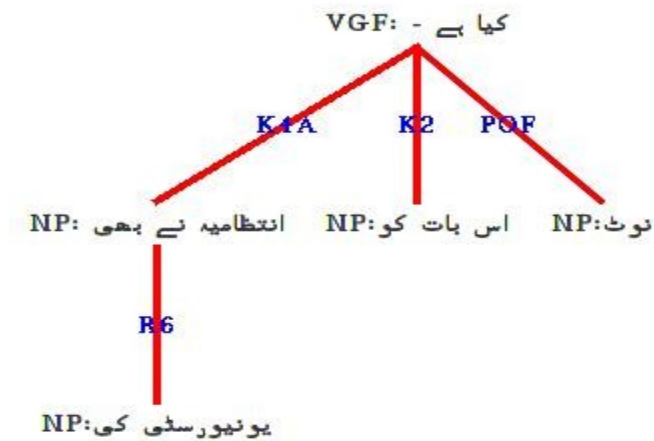 VGF: - کیا ہے
K4A K2 POF
NP: انتظامیہ نے بھی NP:اس بات کو NP:نوٹ
R6
NP:یونیورسٹی کی